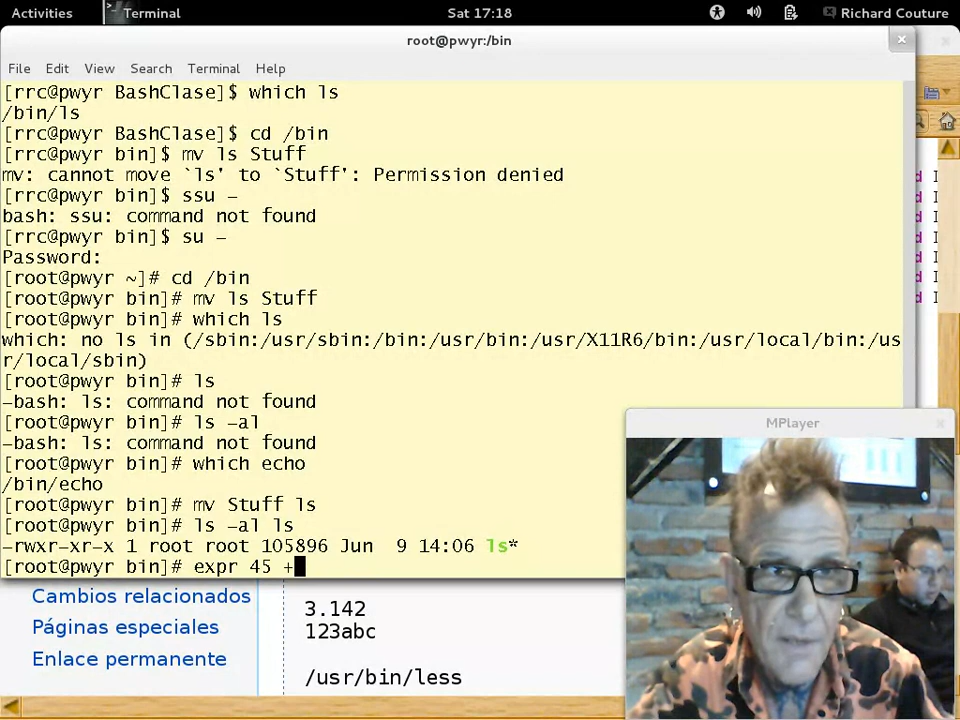 Activities Terminal Sat 17:18 Richard Couture
root@pwyr:/bin
File Edit View Search Terminal Help
[rrc@pwyr BashClase]$ which ls
/bin/ls
[rrc@pwyr BashClase]$ cd /bin
[rrc@pwyr bin]$ mv ls Stuff
mv: cannot move `ls' to `Stuff': Permission denied
[rrc@pwyr bin]$ ssu -
bash: ssu: command not found
[rrc@pwyr bin]$ su -
Password:
[root@pwyr ~]# cd /bin
[root@pwyr bin]# mv ls Stuff
[root@pwyr bin]# which ls
which: no ls in (/sbin:/usr/sbin:/bin:/usr/bin:/usr/X11R6/bin:/usr/local/bin:/us
r/local/sbin)
[root@pwyr bin]# ls
-bash: ls: command not found
[root@pwyr bin]# ls -al
-bash: ls: command not found
[root@pwyr bin]# which echo
/bin/echo
[root@pwyr bin]# mv Stuff ls
[root@pwyr bin]# ls -al ls
-rwxr-xr-x 1 root root 105896 Jun  9 14:06 ls*
[root@pwyr bin]# expr 45 +
MPlayer
Cambios relacionados
Páginas especiales
Enlace permanente
3.142
123abc
/usr/bin/less